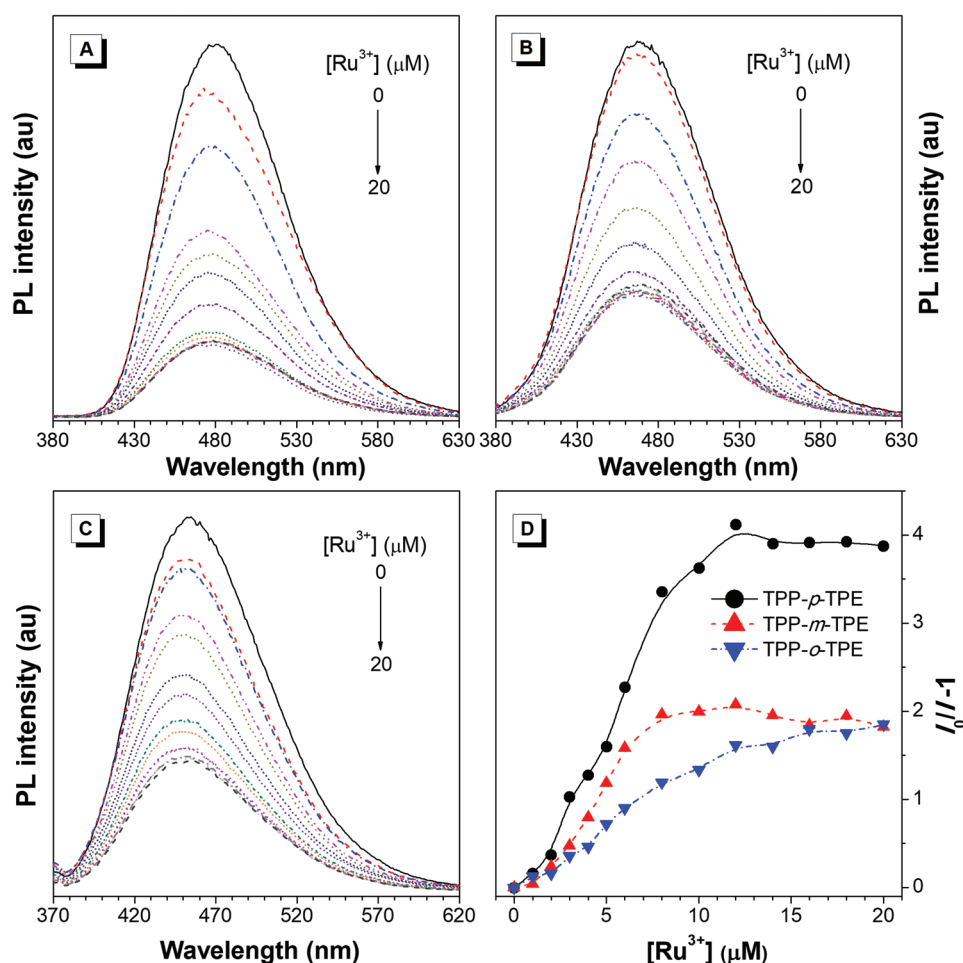 A
[Ru³⁺] (μM)
0
20
PL intensity (au)
380 430 480 530 580 630
Wavelength (nm)
B
[Ru³⁺] (μM)
0
20
PL intensity (au)
380 430 480 530 580 630
Wavelength (nm)
C
[Ru³⁺] (μM)
0
20
PL intensity (au)
370 420 470 520 570 620
Wavelength (nm)
D
TPP-p-TPE
TPP-m-TPE
TPP-o-TPE
4
3
2
1
0
I₀/I-1
0 5 10 15 20
[Ru³⁺] (μM)